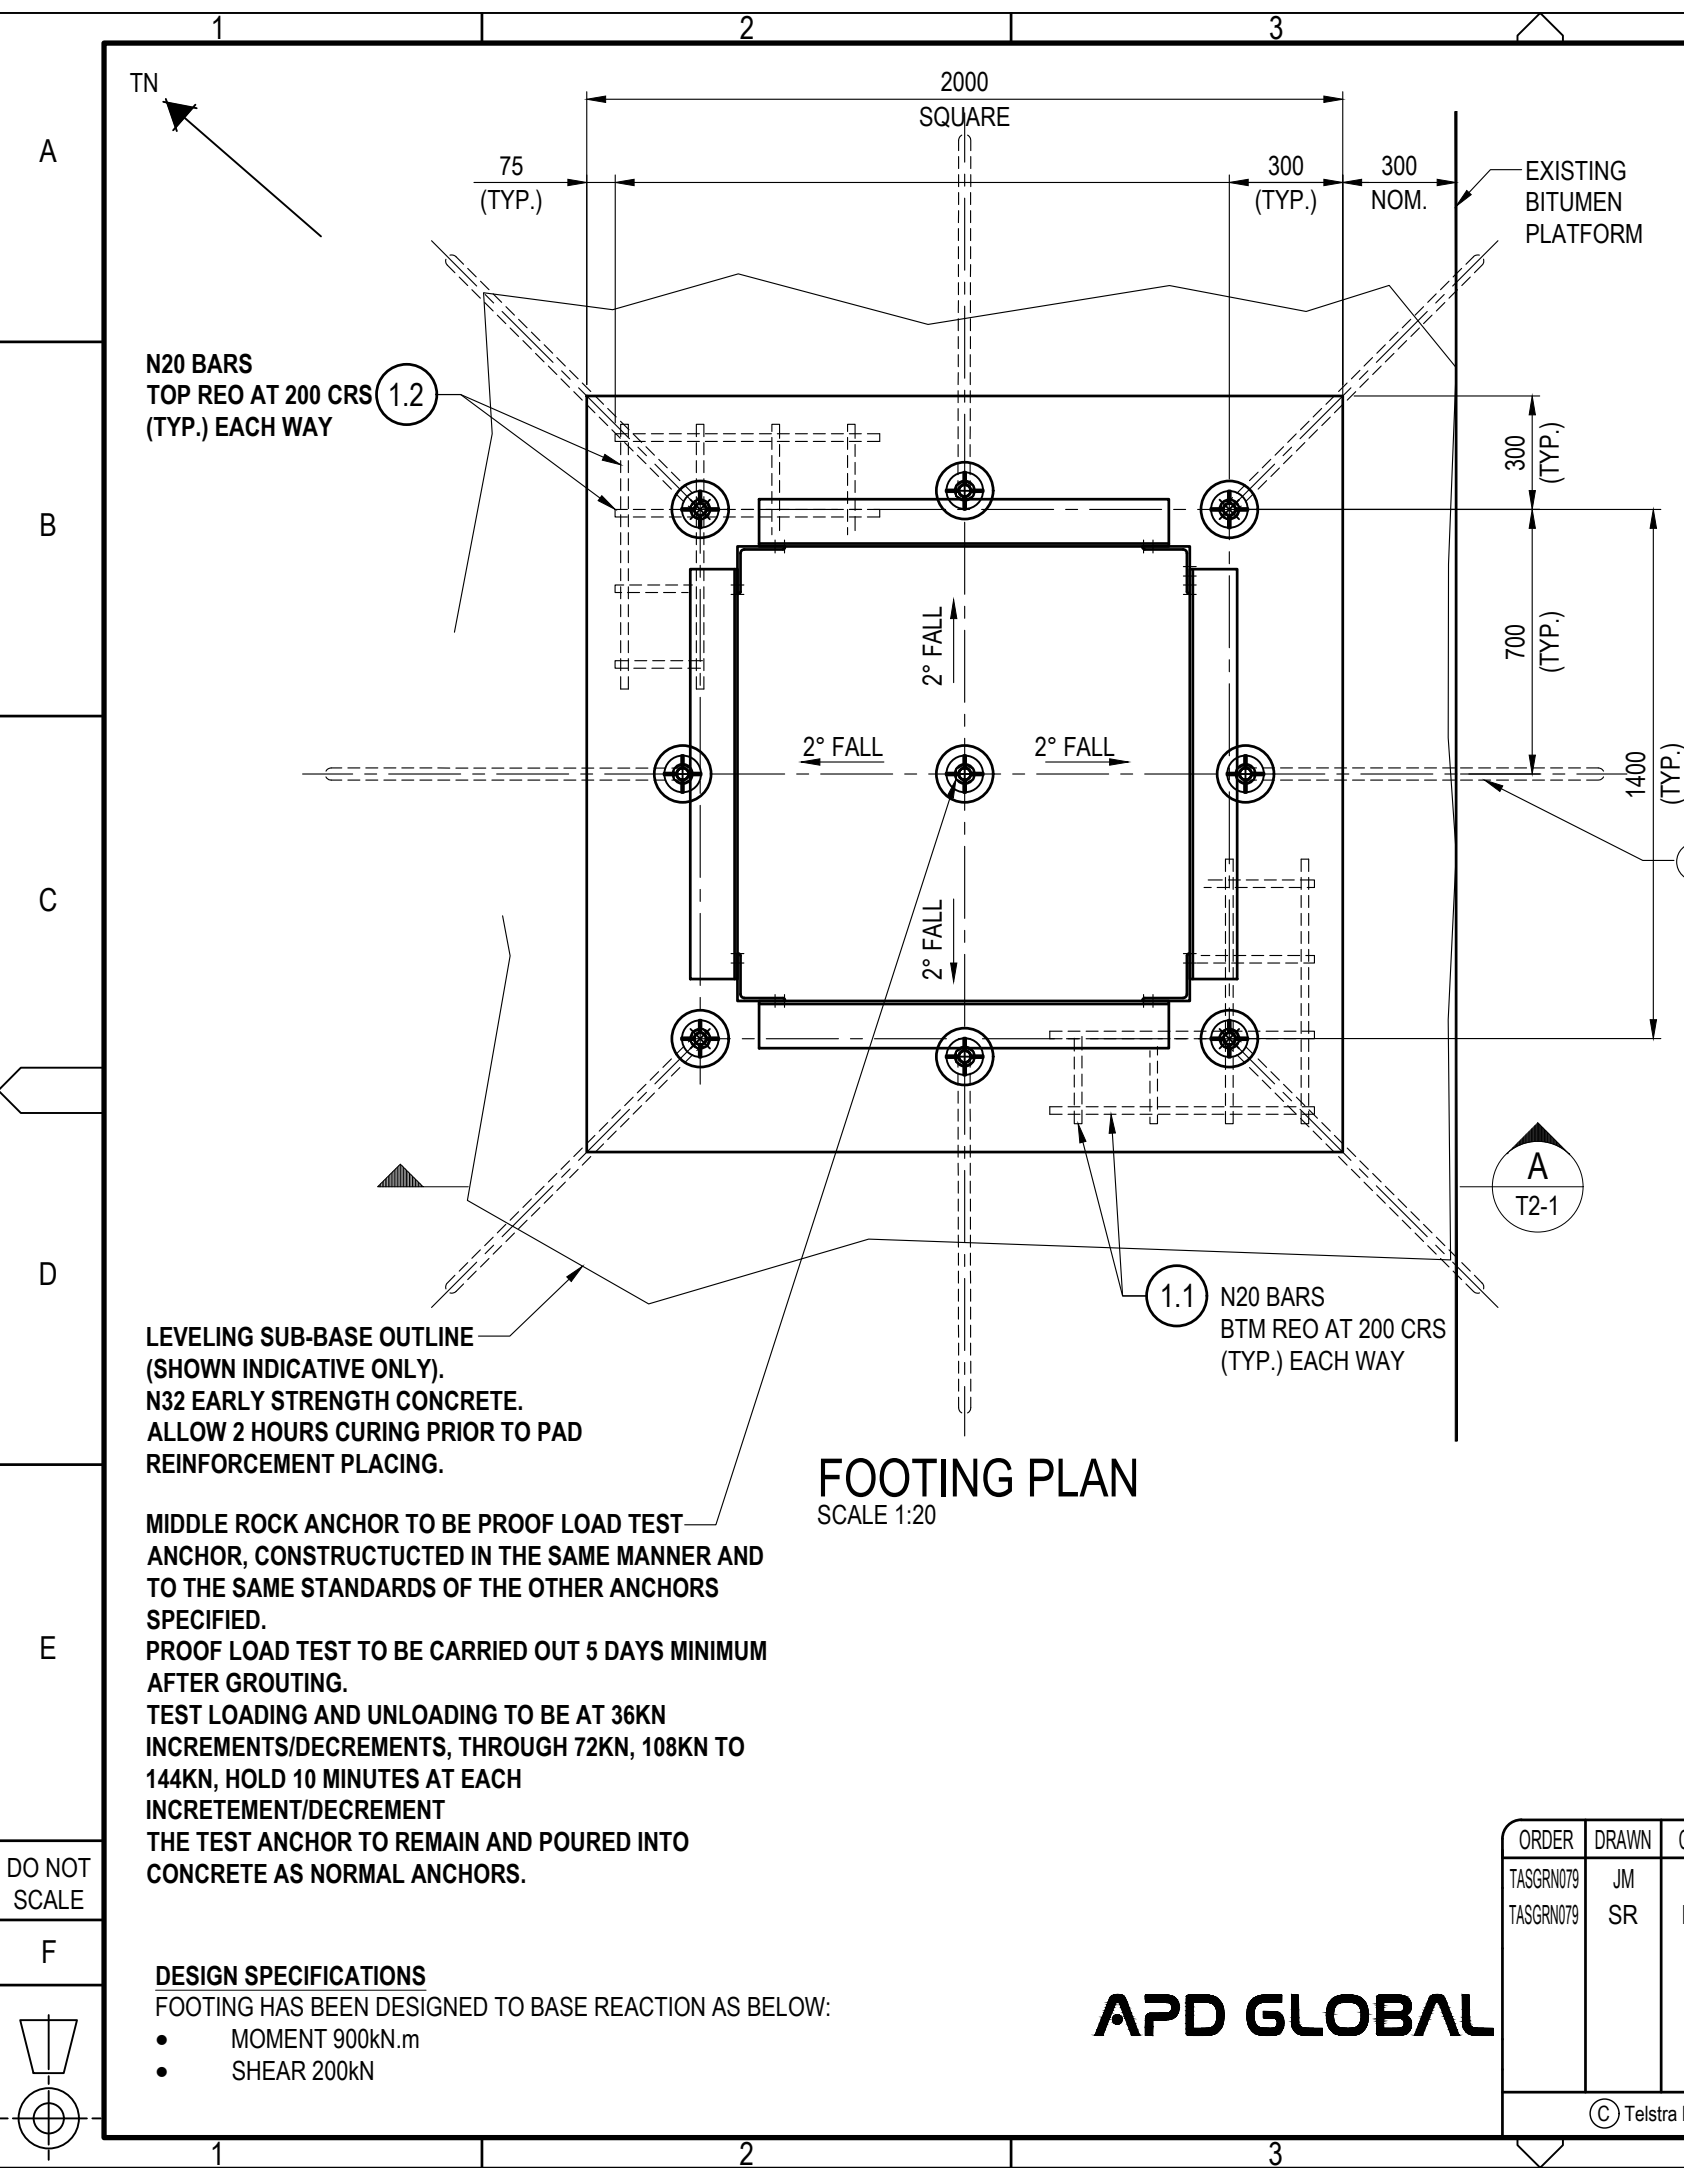 1
2
3
TN
A
2000
SQUARE
75
(TYP.)
300
(TYP.)
300
NOM.
EXISTING
BITUMEN
PLATFORM
N20 BARS
TOP REO AT 200 CRS
(TYP.) EACH WAY
1.2
300
(TYP.)
B
700
(TYP.)
2° FALL
2° FALL
2° FALL
1400
(TYP.)
C
2° FALL
A
T2-1
D
1.1
N20 BARS
BTM REO AT 200 CRS
(TYP.) EACH WAY
LEVELING SUB-BASE OUTLINE
(SHOWN INDICATIVE ONLY).
N32 EARLY STRENGTH CONCRETE.
ALLOW 2 HOURS CURING PRIOR TO PAD
REINFORCEMENT PLACING.
FOOTING PLAN
SCALE 1:20
MIDDLE ROCK ANCHOR TO BE PROOF LOAD TEST
ANCHOR, CONSTRUCTUCTED IN THE SAME MANNER AND
TO THE SAME STANDARDS OF THE OTHER ANCHORS
SPECIFIED.
PROOF LOAD TEST TO BE CARRIED OUT 5 DAYS MINIMUM
AFTER GROUTING.
TEST LOADING AND UNLOADING TO BE AT 36KN
INCREMENTS/DECREMENTS, THROUGH 72KN, 108KN TO
144KN, HOLD 10 MINUTES AT EACH
INCRETEMENT/DECREMENT
THE TEST ANCHOR TO REMAIN AND POURED INTO
CONCRETE AS NORMAL ANCHORS.
E
DO NOT
SCALE
F
ORDER DRAWN
TASGRN079 JM
TASGRN079 SR
DESIGN SPECIFICATIONS
FOOTING HAS BEEN DESIGNED TO BASE REACTION AS BELOW:
• MOMENT 900kN.m
• SHEAR 200kN
APD GLOBAL
© Telstra
1
2
3